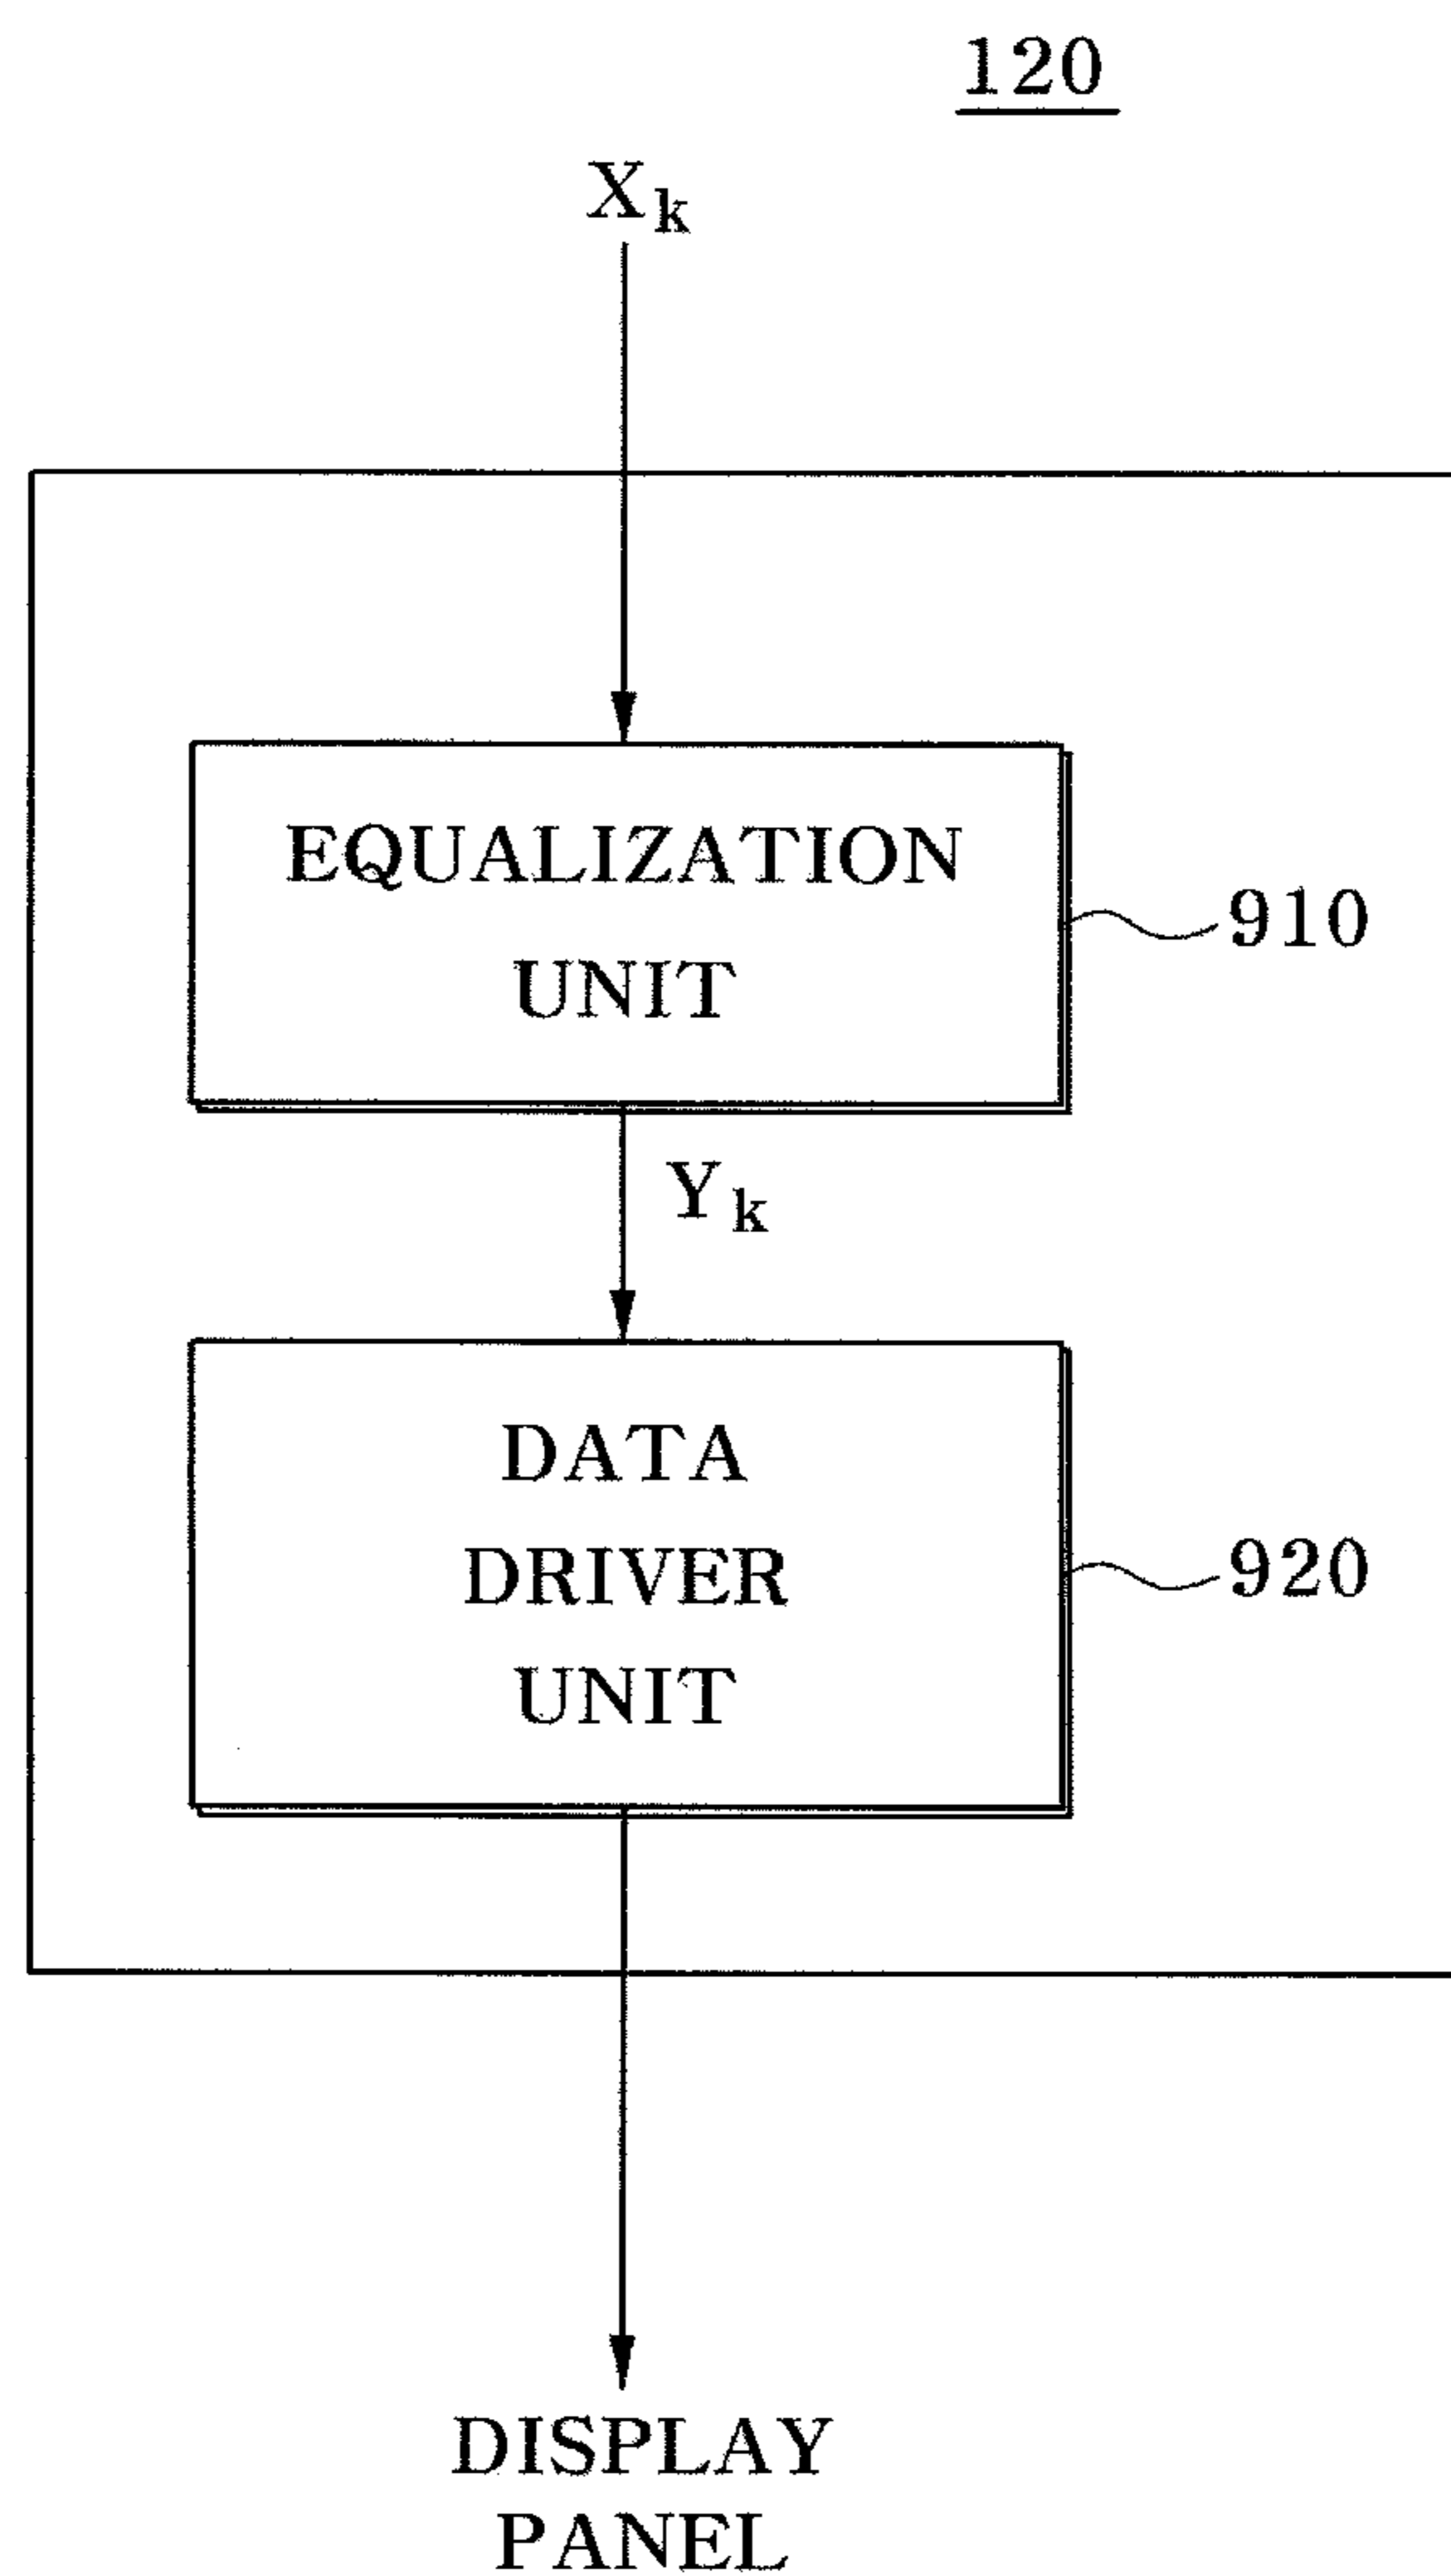 120
Xk
EQUALIZATION
UNIT
910
Yk
DATA
DRIVER
UNIT
920
DISPLAY
PANEL